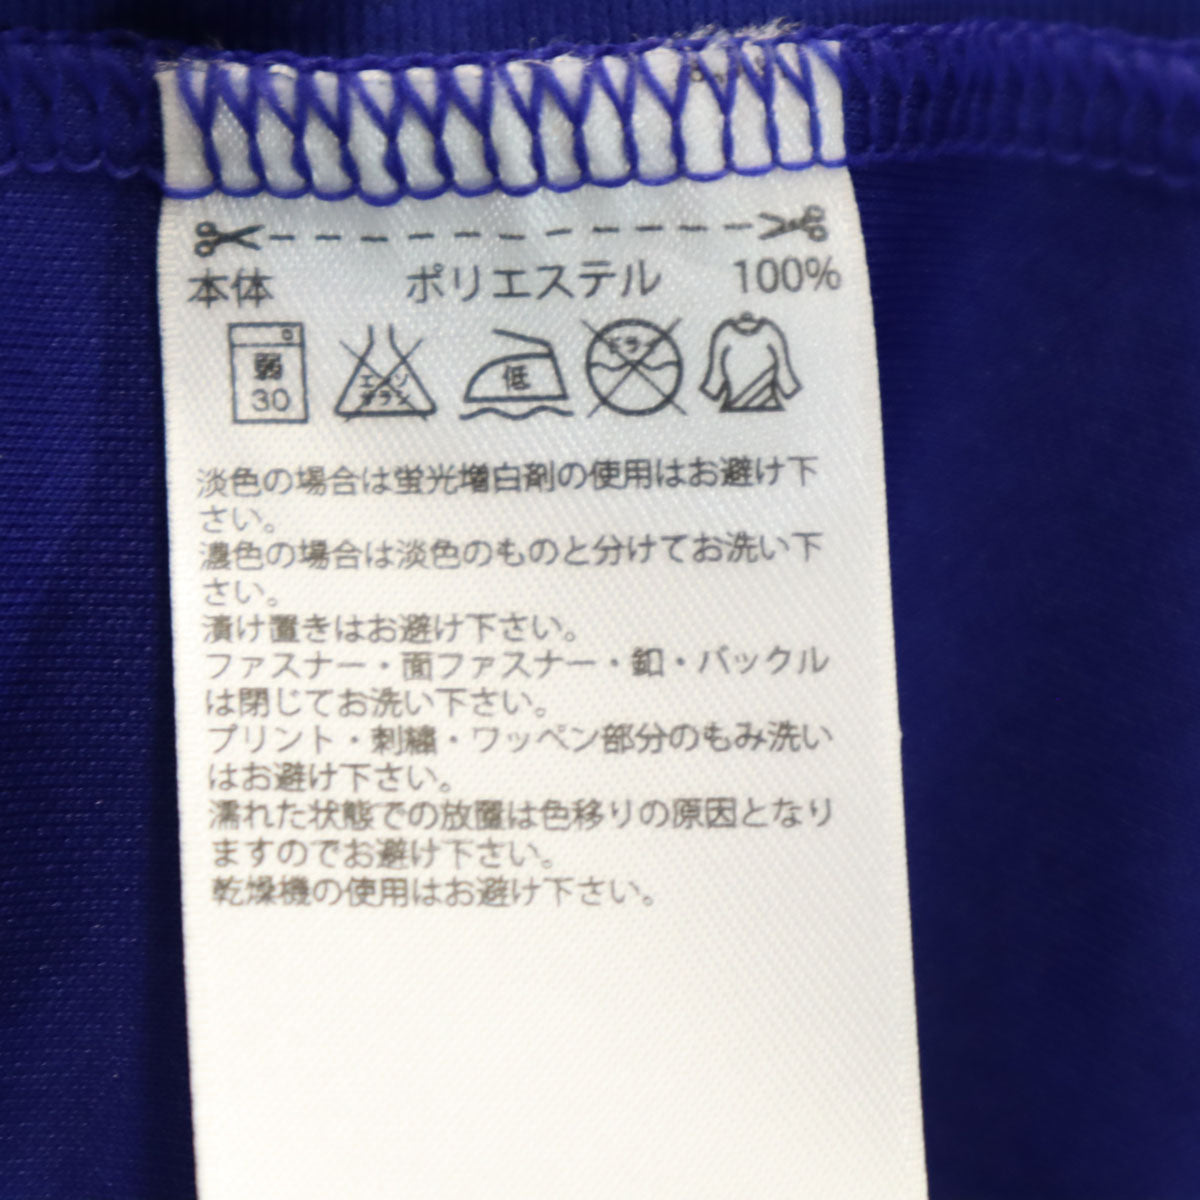 本体 ポリエステル 100%
弱 エンソ 低 ドライ
30 サラシ
淡色の場合は蛍光増白剤の使用はお避け下
さい。
濃色の場合は淡色のものと分けてお洗い下
さい。
漬け置きはお避け下さい。
ファスナー・面ファスナー・釦・バックル
は閉じてお洗い下さい。
プリント・刺繍・ワッペン部分のもみ洗い
はお避け下さい。
濡れた状態での放置は色移りの原因となり
ますのでお避け下さい。
乾燥機の使用はお避け下さい。